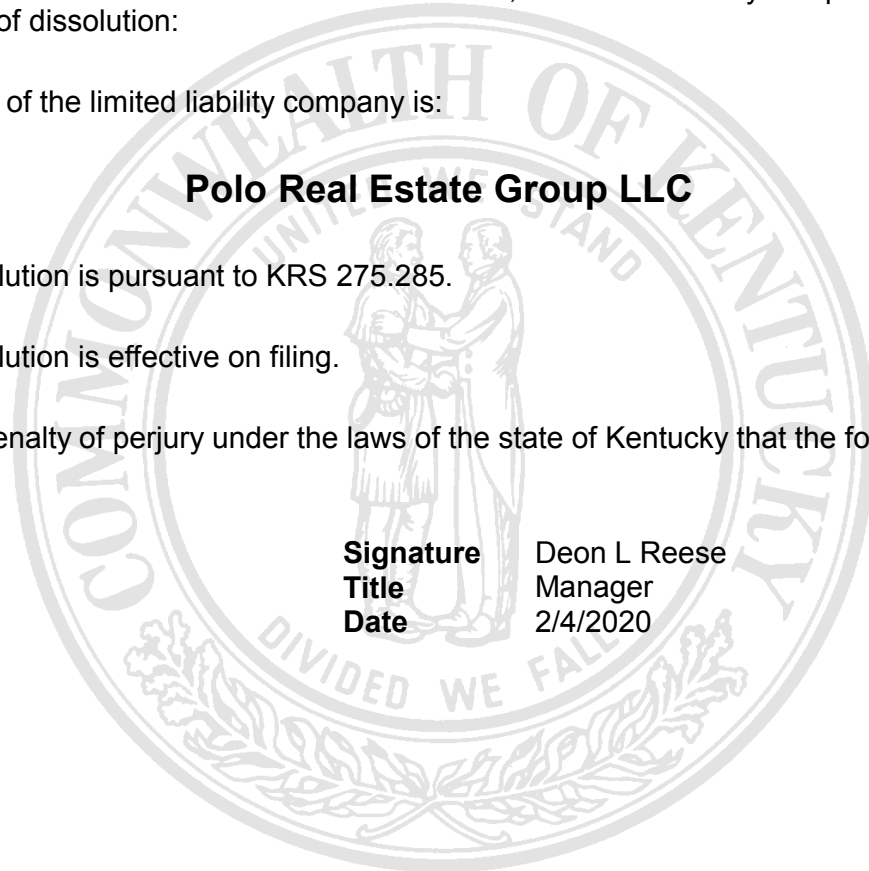 of dissolution:
of the limited liability company is:
Polo Real Estate Group LLC
lution is pursuant to KRS 275.285.
lution is effective on filing.
enalty of perjury under the laws of the state of Kentucky that the fo
Signature Deon L Reese
Title Manager
Date 2/4/2020
COMMONWEALTH OF KENTUCKY
UNITED WE STAND
DIVIDED WE FALL